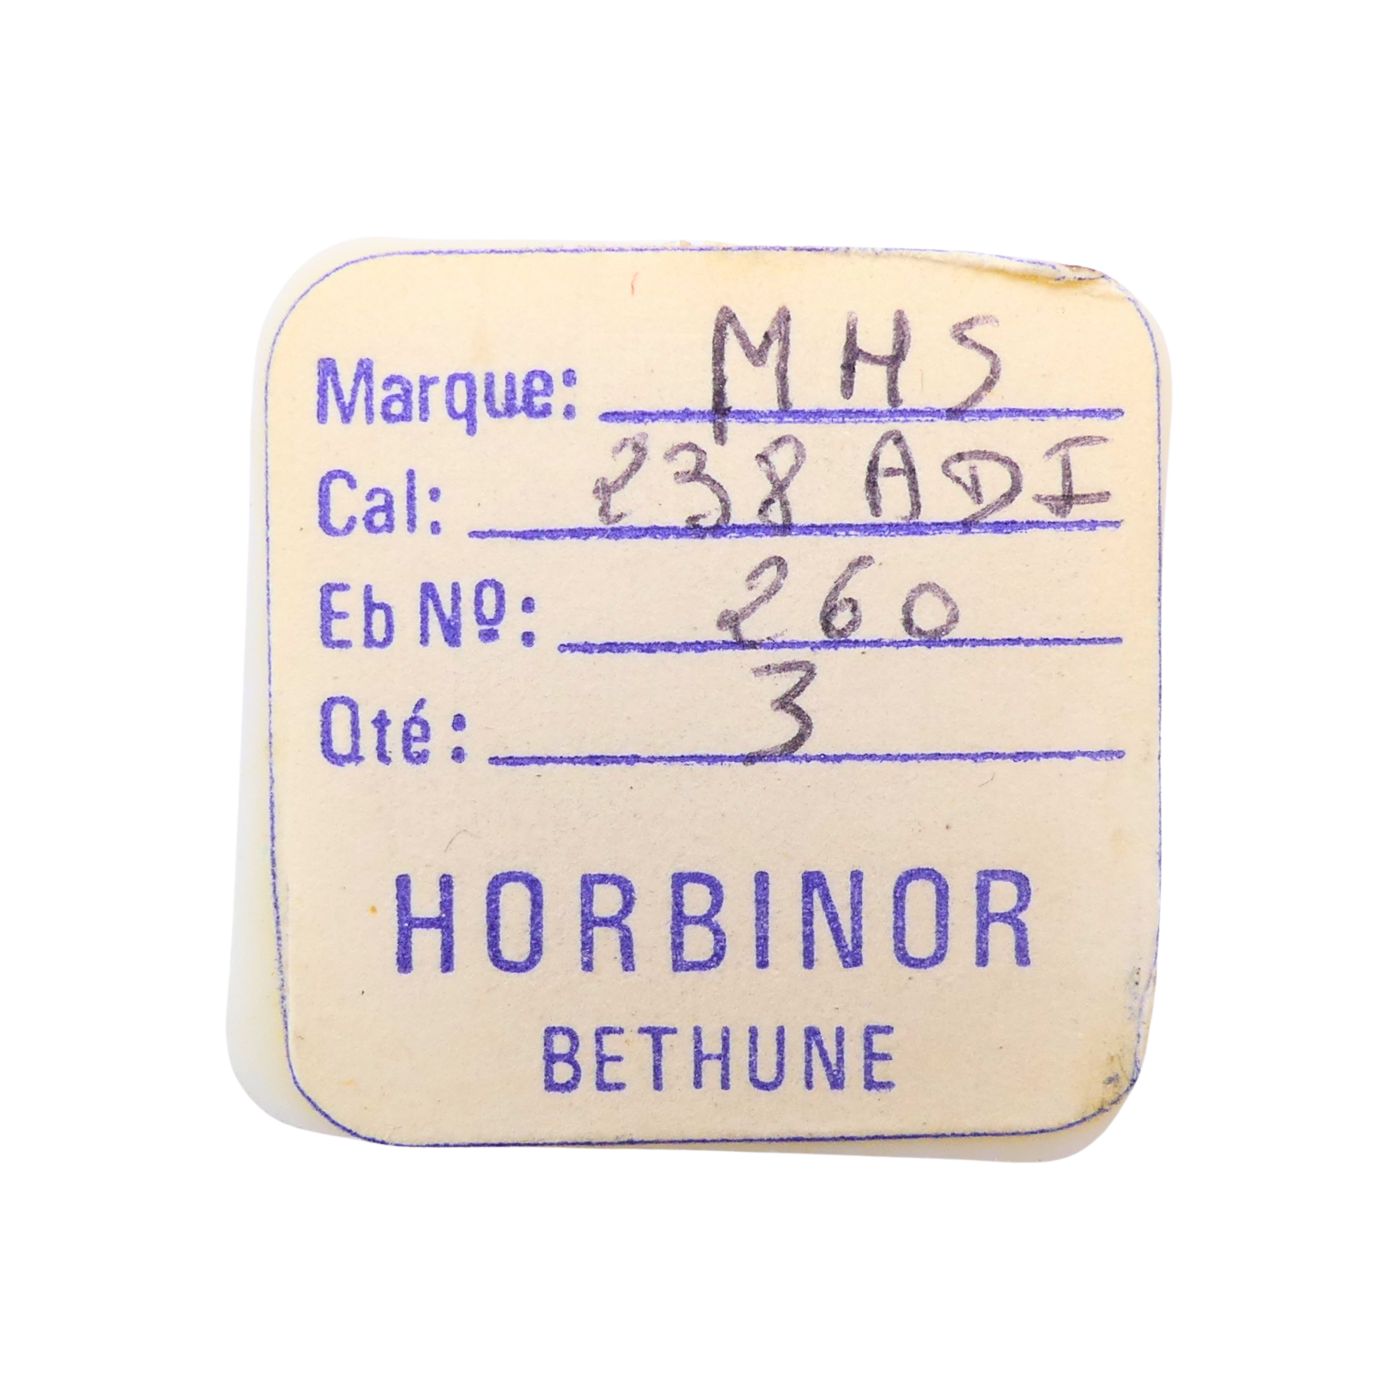 Marque: MHS
Cal: 238 ADI
Eb Nº: 260
Qté: 3
HORBINOR
BETHUNE